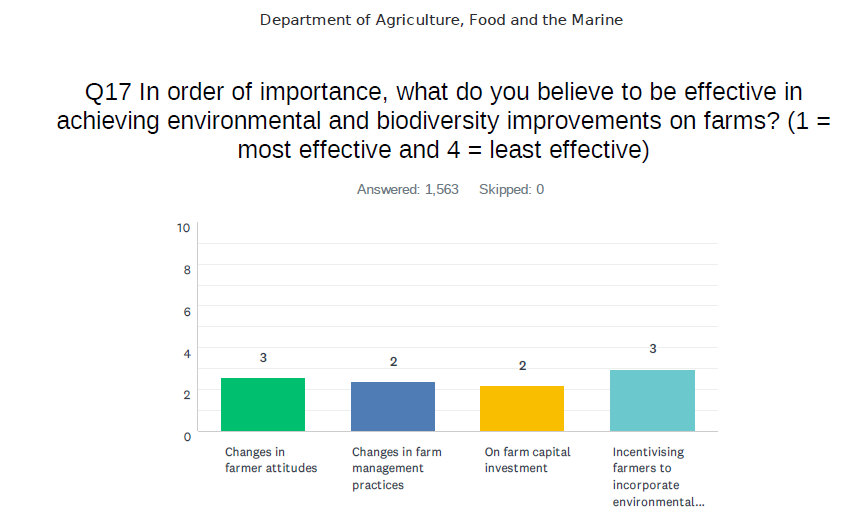 Department of Agriculture, Food and the Marine
Q17 In order of importance, what do you believe to be effective in
achieving environmental and biodiversity improvements on farms? (1 =
most effective and 4 = least effective)
Answered: 1,563 Skipped: 0
10
8
6
4
2
0
3
2
2
3
Changes in
farmer attitudes
Changes in farm
management
practices
On farm capital
investment
Incentivising
farmers to
incorporate
environmental...